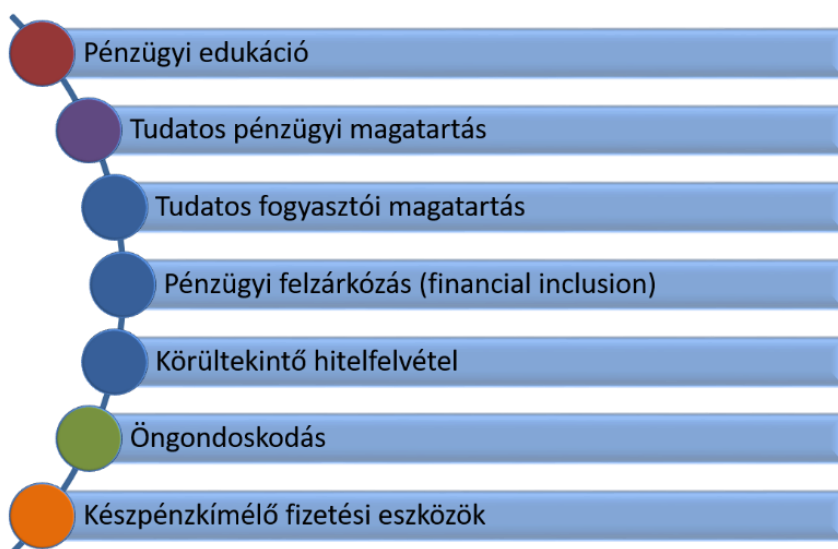 Pénzügyi edukáció
Tudatos pénzügyi magatartás
Tudatos fogyasztói magatartás
Pénzügyi felzárkózás (financial inclusion)
Körültekintő hitelfelvétel
Öngondoskodás
Készpénzkímélő fizetési eszközök